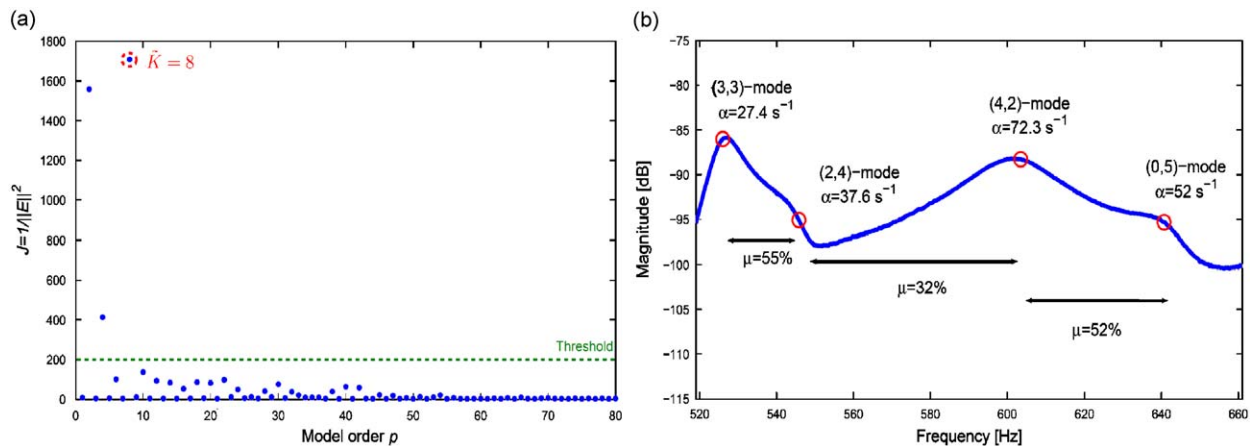 (a)
1800
1600
1400
1200
1000
800
600
400
200
0
J=1/||E||²
K̃ = 8
Threshold
0 10 20 30 40 50 60 70 80
Model order p
(b)
−75
−80
−85
−90
−95
−100
−105
−110
−115
Magnitude [dB]
(3,3)−mode
α=27.4 s⁻¹
(4,2)−mode
α=72.3 s⁻¹
(2,4)−mode
α=37.6 s⁻¹
(0,5)−mode
α=52 s⁻¹
μ=55%
μ=32%
μ=52%
520 540 560 580 600 620 640 660
Frequency [Hz]